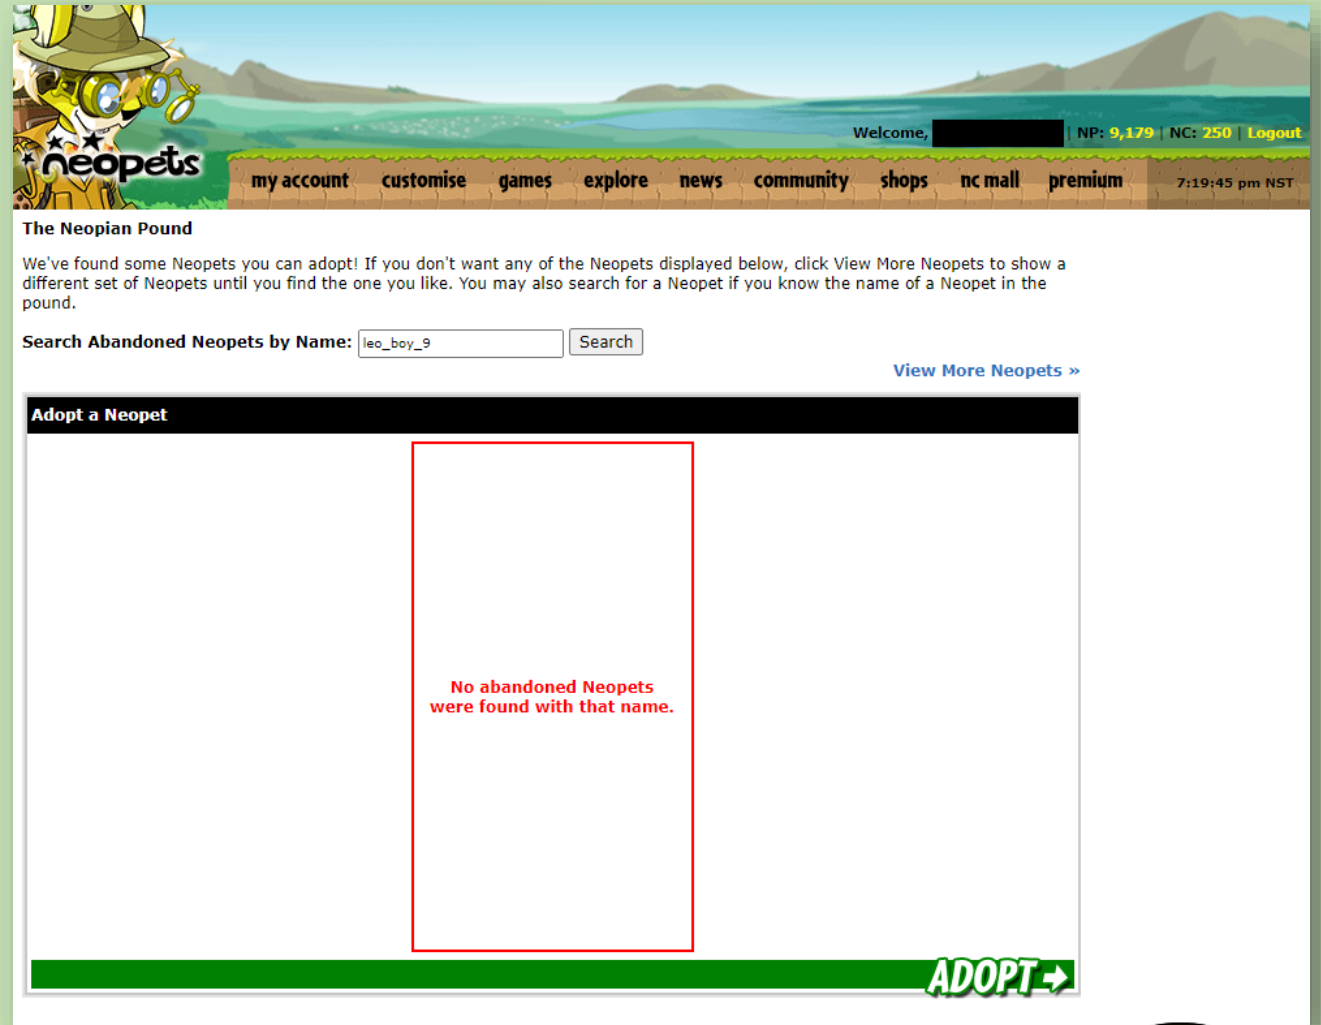 Welcome, | NP: 9,179 | NC: 250 | Logout
neopets
my account customise games explore news community shops nc mall premium 7:19:45 pm NST
The Neopian Pound
We've found some Neopets you can adopt! If you don't want any of the Neopets displayed below, click View More Neopets to show a
different set of Neopets until you find the one you like. You may also search for a Neopet if you know the name of a Neopet in the
pound.
Search Abandoned Neopets by Name: leo_boy_9 Search
View More Neopets »
Adopt a Neopet
No abandoned Neopets
were found with that name.
ADOPT